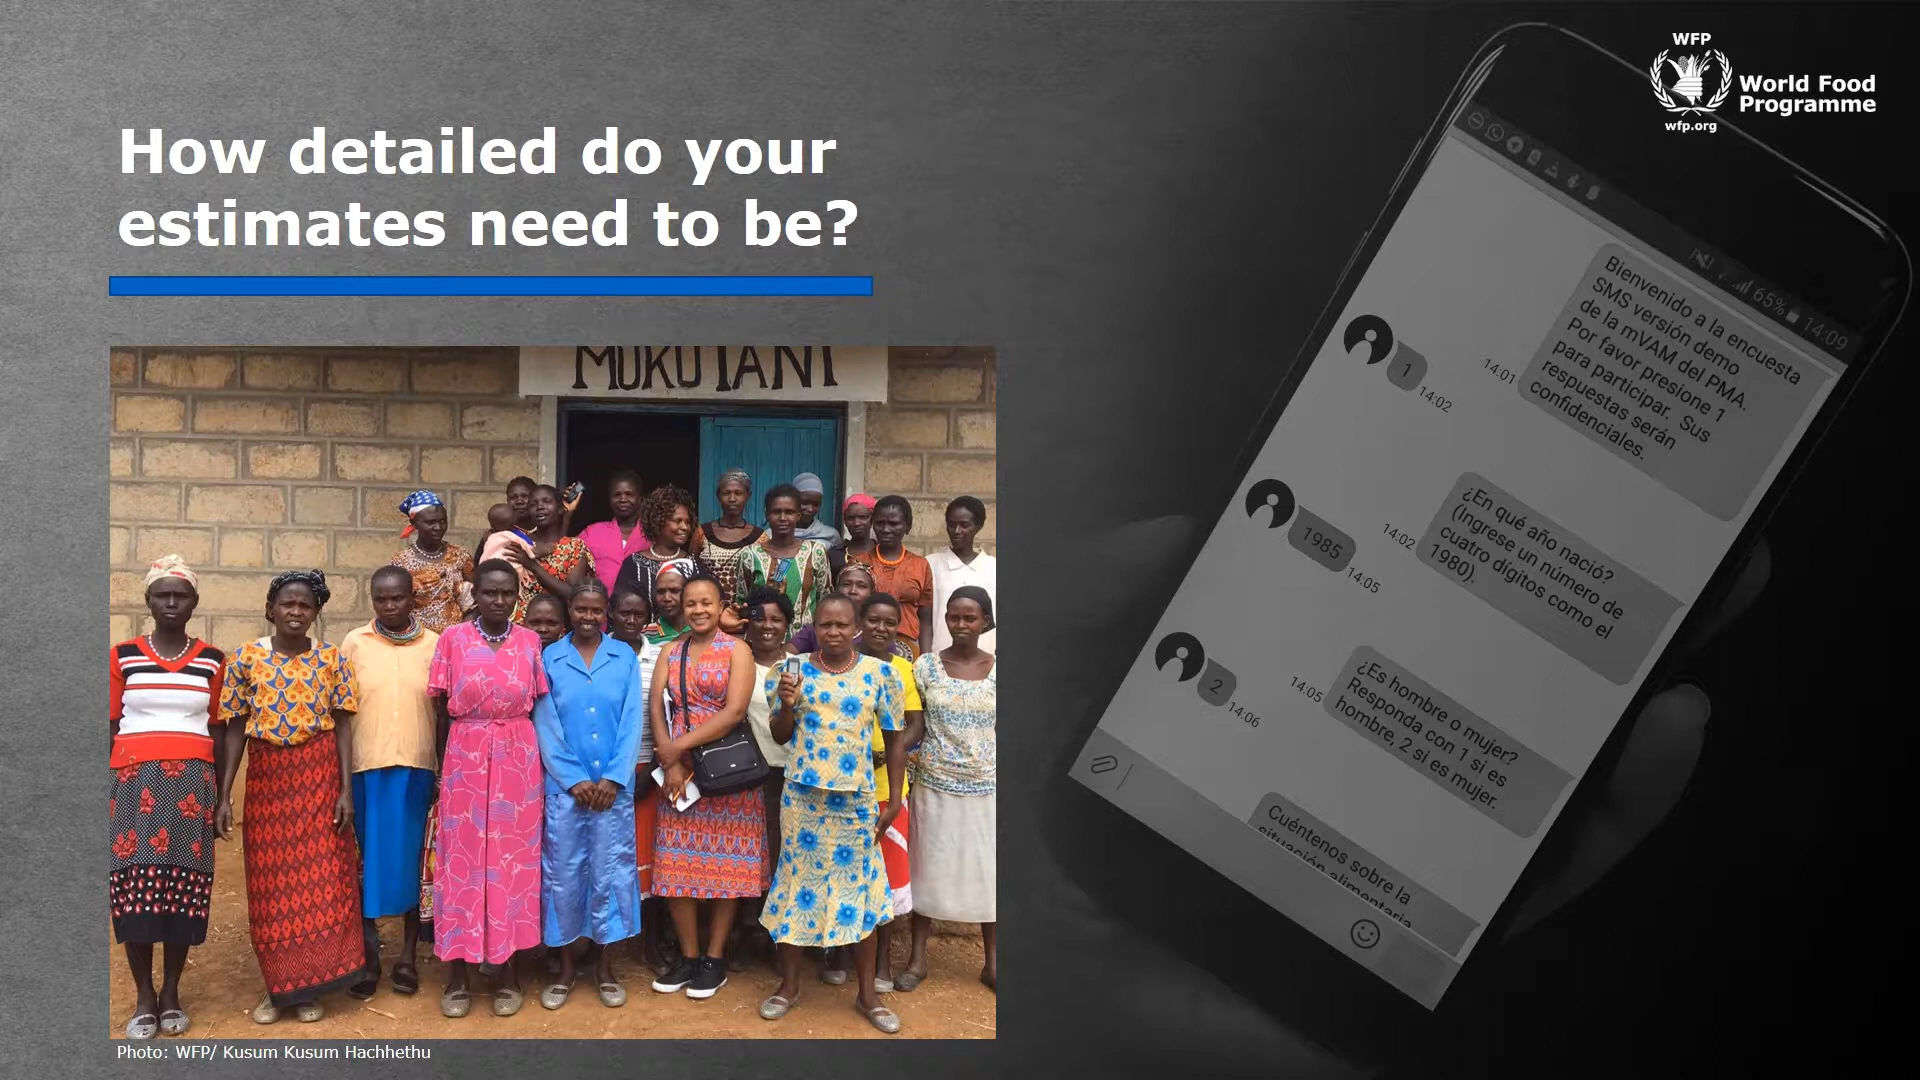 WFP
World Food
Programme
wfp.org
How detailed do your
estimates need to be?
MUKUTANI
Photo: WFP/ Kusum Kusum Hachhethu
65%
14:09
Bienvenido a la encuesta
SMS versión demo
de la mVAM del PMA.
Por favor presione 1
para participar. Sus
respuestas serán
confidenciales.
14:01
1
14:02
¿En qué año nació?
(Ingrese un número de
cuatro dígitos como el
1980).
14:02
1985
14:05
¿Es hombre o mujer?
Responda con 1 si es
hombre, 2 si es mujer.
14:05
2
14:06
Cuéntenos sobre la
situación alimentaria